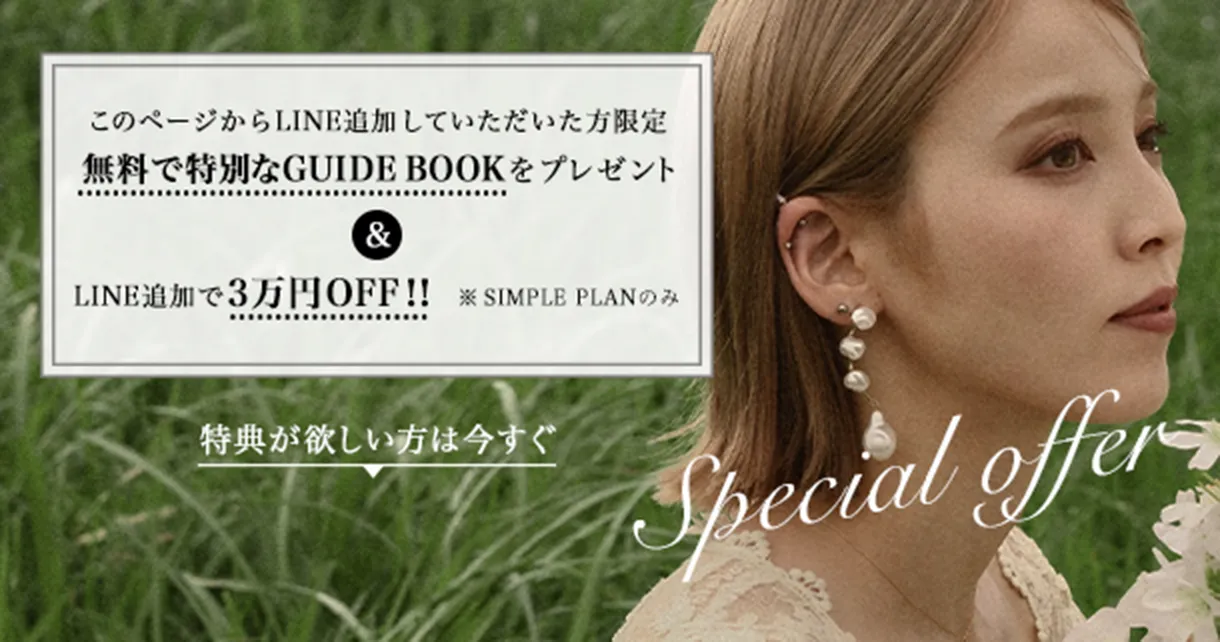 このページからLINE追加していただいた方限定
無料で特別なGUIDE BOOKをプレゼント
&
LINE追加で3万円OFF!! ※ SIMPLE PLANのみ
特典が欲しい方は今すぐ
Special offer